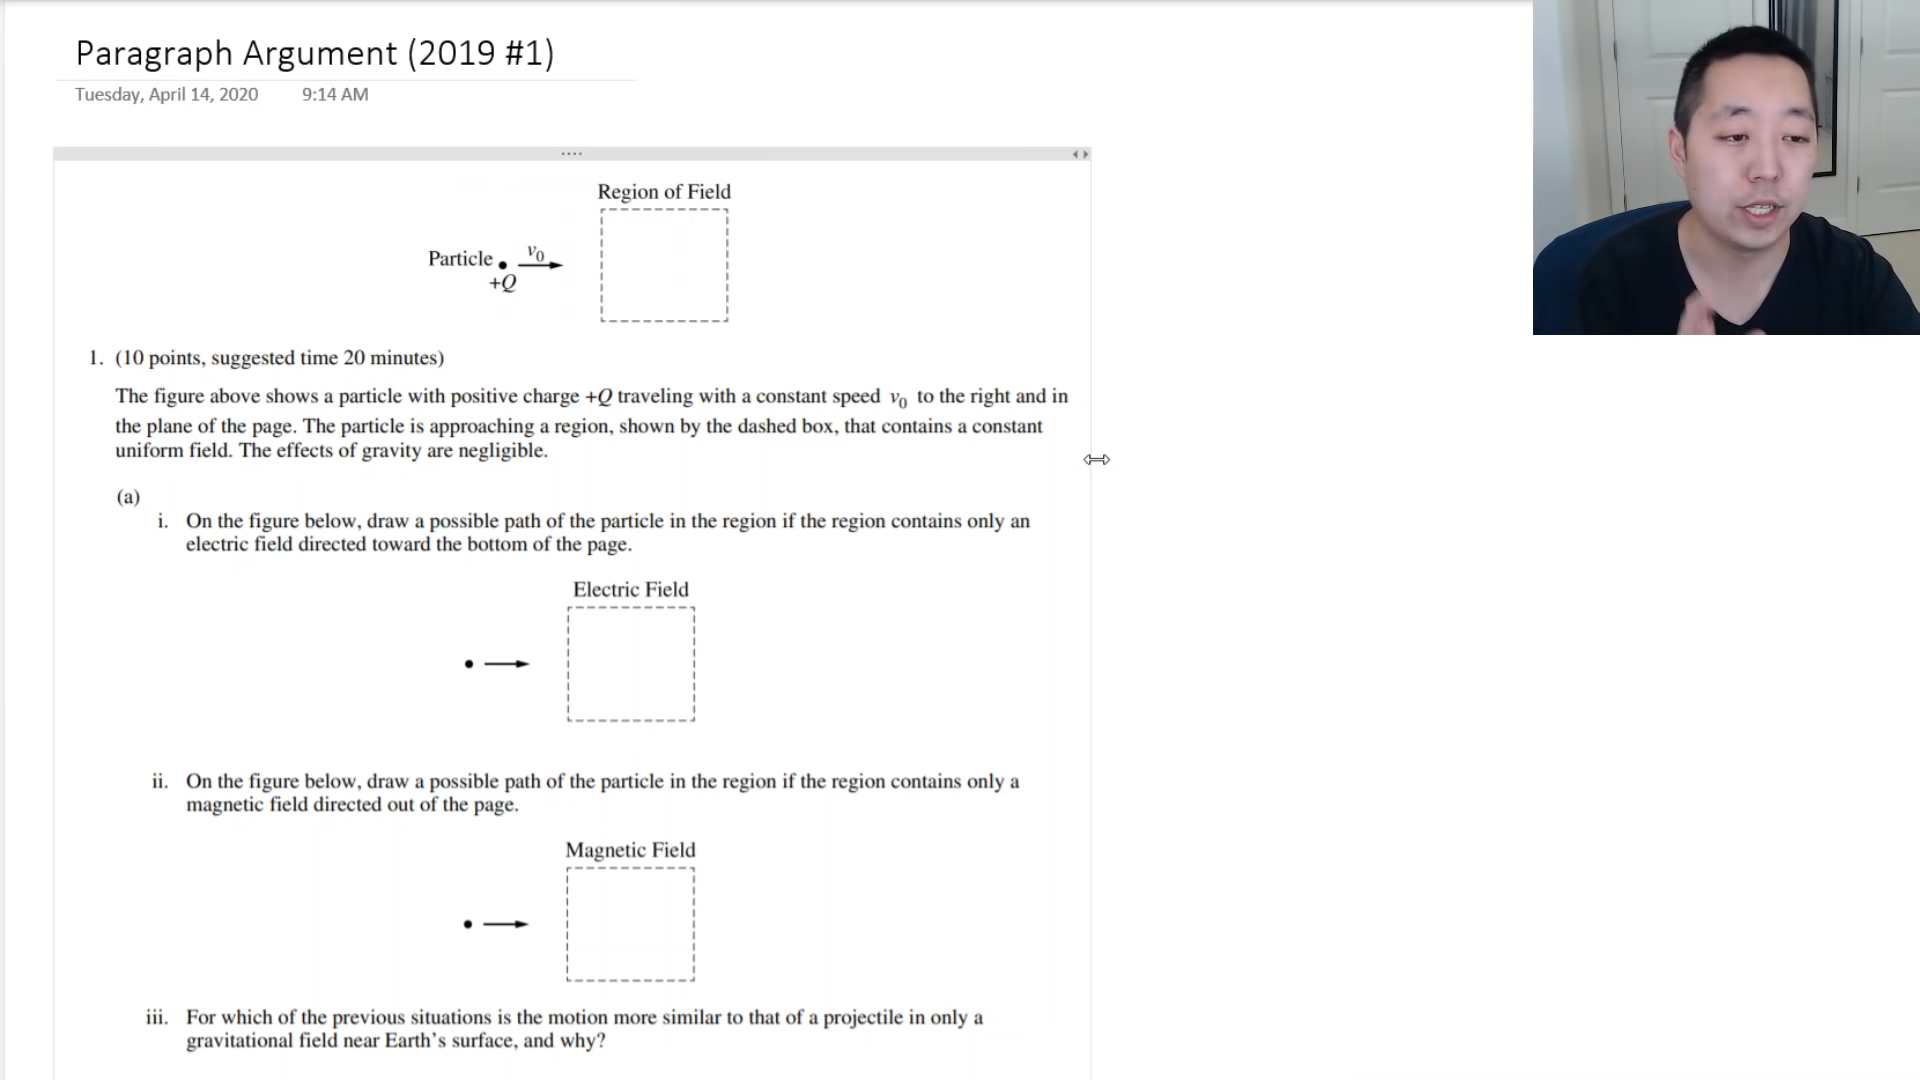 Paragraph Argument (2019 #1)
Tuesday, April 14, 2020 9:14 AM
Region of Field
Particle v0
+Q
1. (10 points, suggested time 20 minutes)
The figure above shows a particle with positive charge +Q traveling with a constant speed v0 to the right and in
the plane of the page. The particle is approaching a region, shown by the dashed box, that contains a constant
uniform field. The effects of gravity are negligible.
(a)
i. On the figure below, draw a possible path of the particle in the region if the region contains only an
electric field directed toward the bottom of the page.
Electric Field
ii. On the figure below, draw a possible path of the particle in the region if the region contains only a
magnetic field directed out of the page.
Magnetic Field
iii. For which of the previous situations is the motion more similar to that of a projectile in only a
gravitational field near Earth's surface, and why?